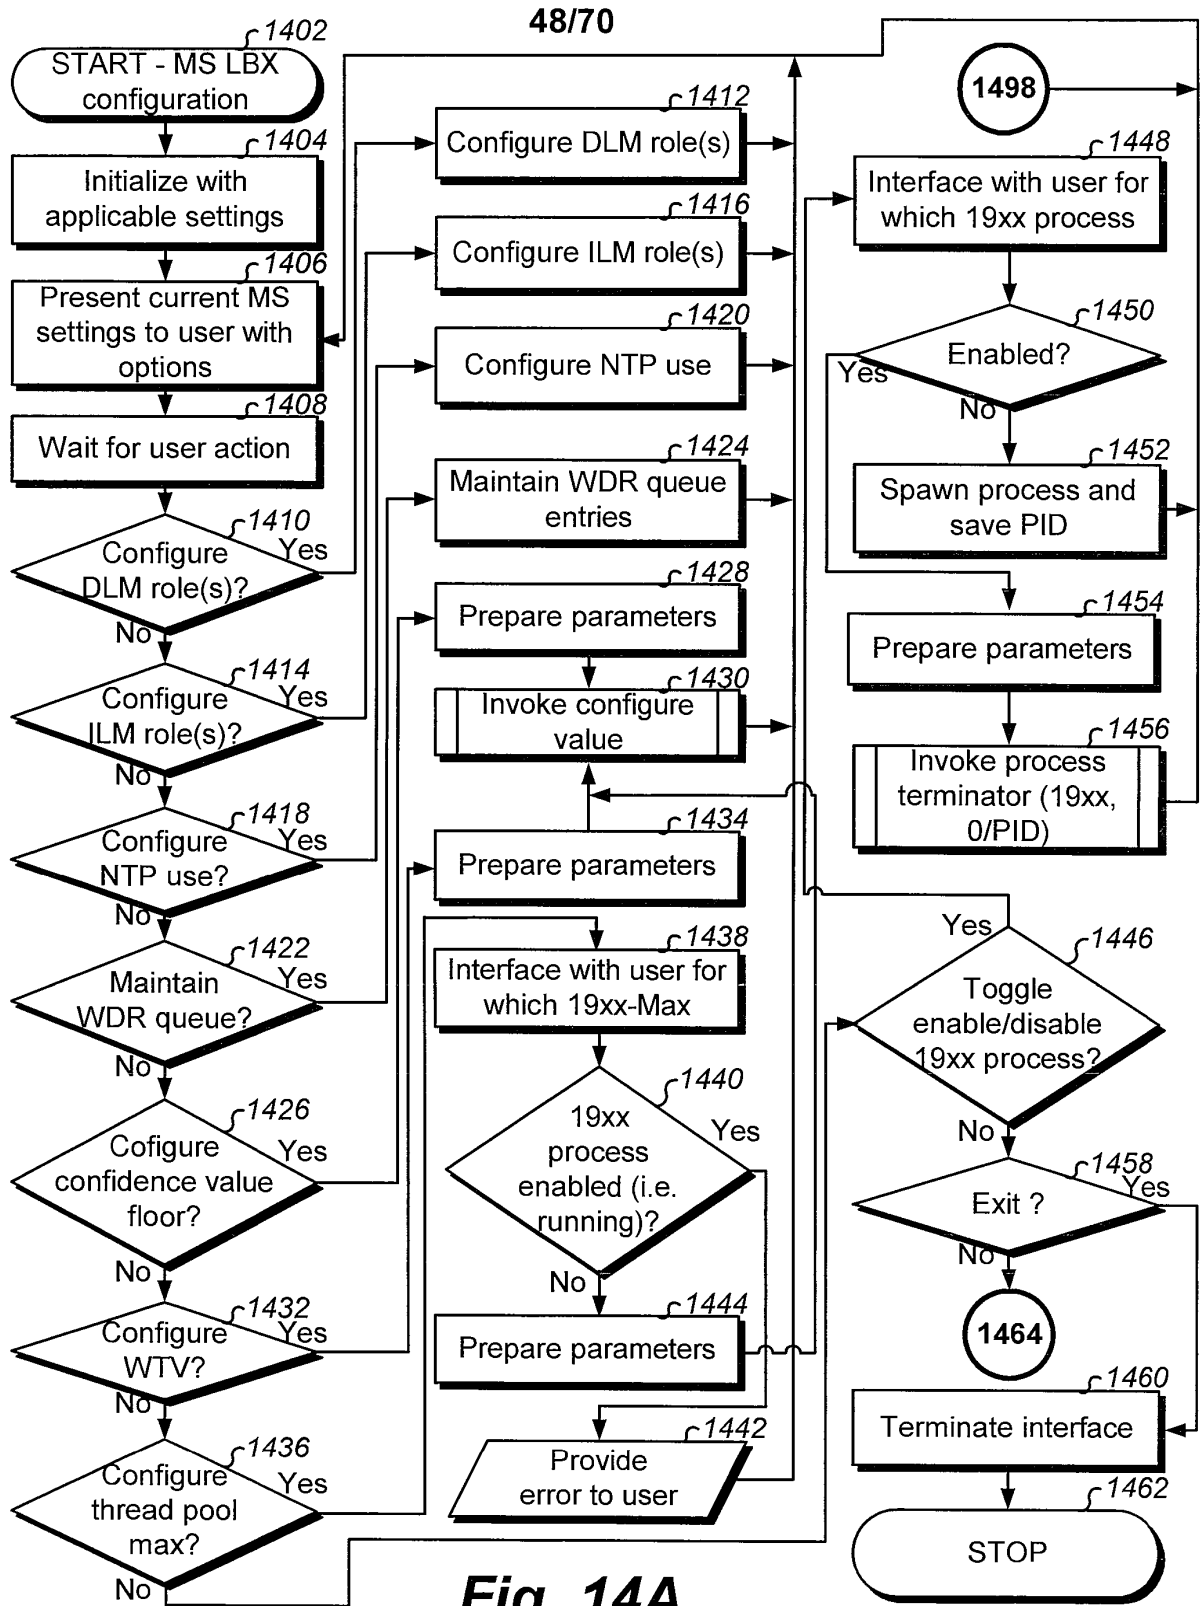 48/70
1402
START - MS LBX
configuration
1404
Initialize with
applicable settings
1406
Present current MS
settings to user with
options
1408
Wait for user action
1410
Configure
DLM role(s)?
Yes
No
1414
Configure
ILM role(s)?
Yes
No
1418
Configure
NTP use?
Yes
No
1422
Maintain
WDR queue?
Yes
No
1426
Cofigure
confidence value
floor?
Yes
No
1432
Configure
WTV?
Yes
No
1436
Configure
thread pool
max?
Yes
No
1412
Configure DLM role(s)
1416
Configure ILM role(s)
1420
Configure NTP use
1424
Maintain WDR queue
entries
1428
Prepare parameters
1430
Invoke configure
value
1434
Prepare parameters
1438
Interface with user for
which 19xx-Max
1440
19xx
process
enabled (i.e.
running)?
Yes
No
1444
Prepare parameters
1442
Provide
error to user
1498
1448
Interface with user for
which 19xx process
1450
Enabled?
Yes
No
1452
Spawn process and
save PID
1454
Prepare parameters
1456
Invoke process
terminator (19xx,
0/PID)
1446
Toggle
enable/disable
19xx process?
Yes
No
1458
Exit ?
Yes
No
1464
1460
Terminate interface
1462
STOP
Fig. 14A